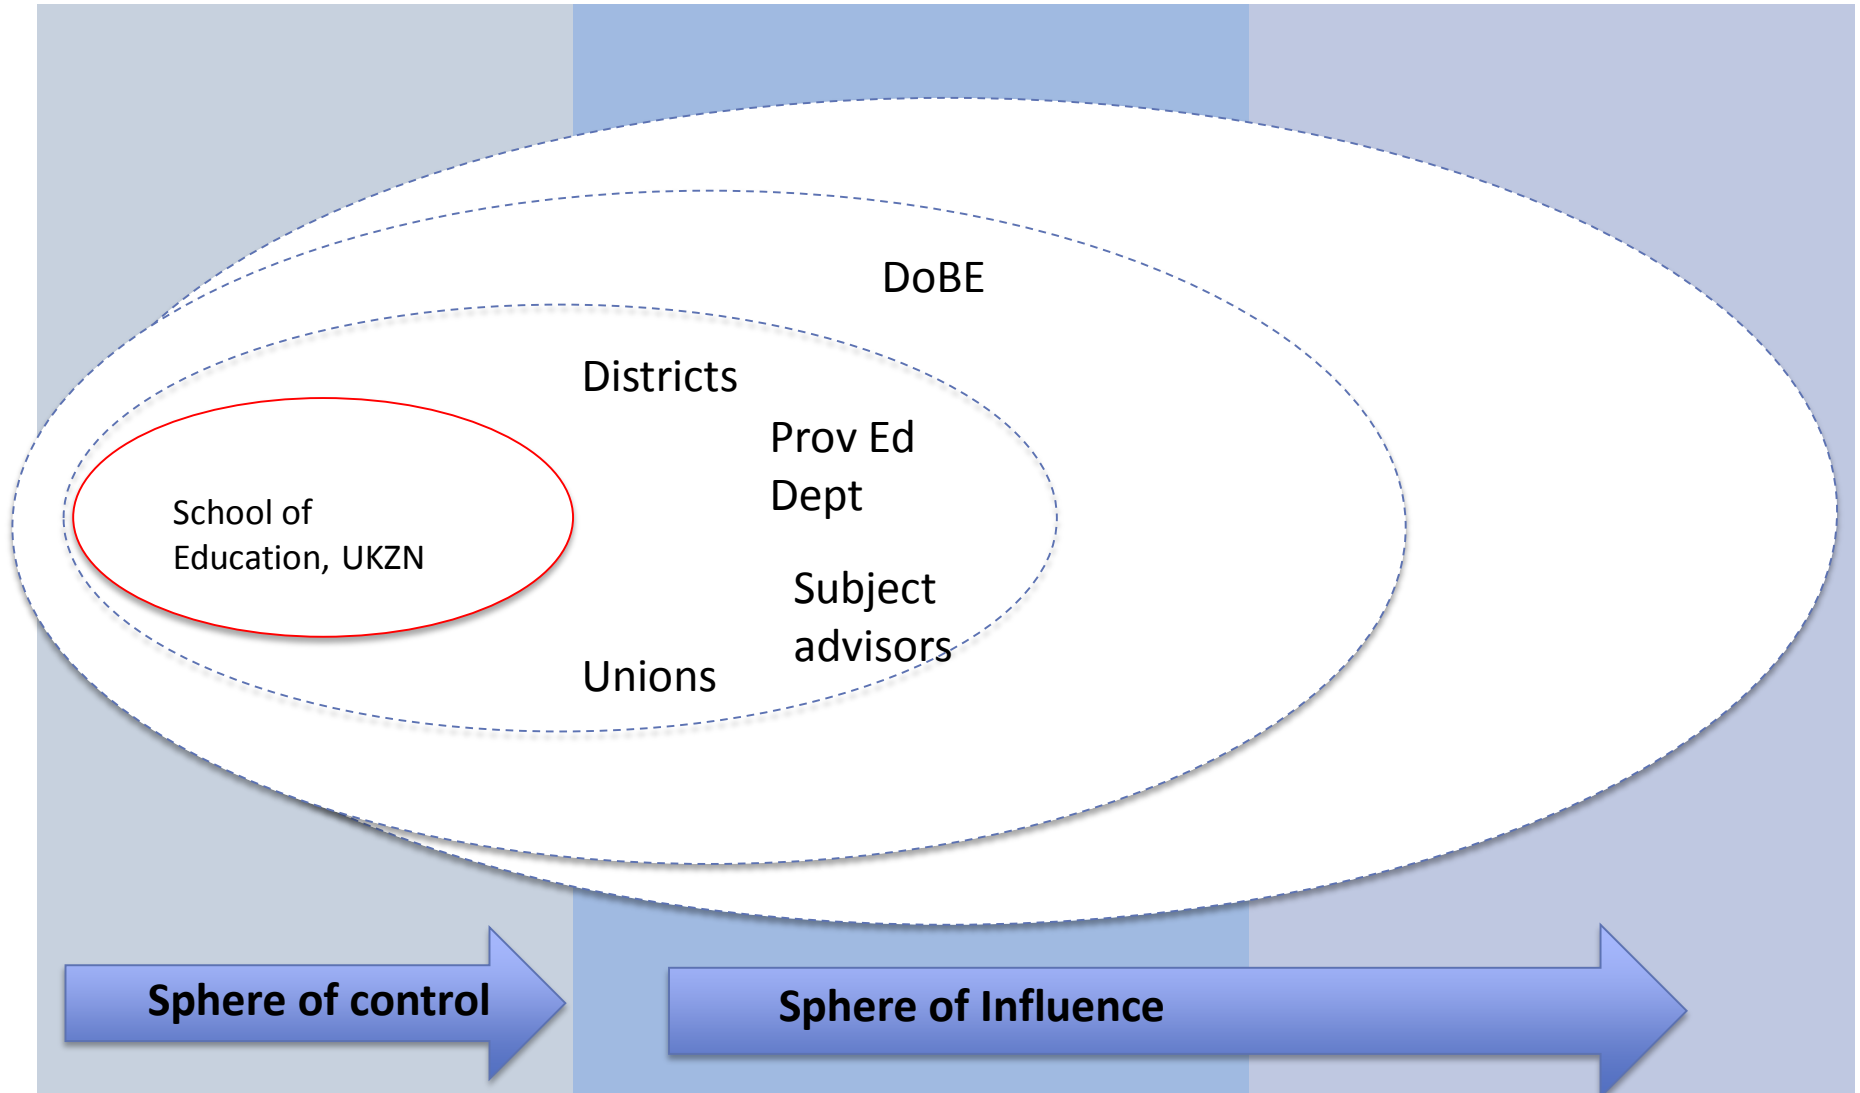 DoBE
Districts
Prov Ed
Dept
School of
Education, UKZN
Subject
advisors
Unions
Sphere of control
Sphere of Influence